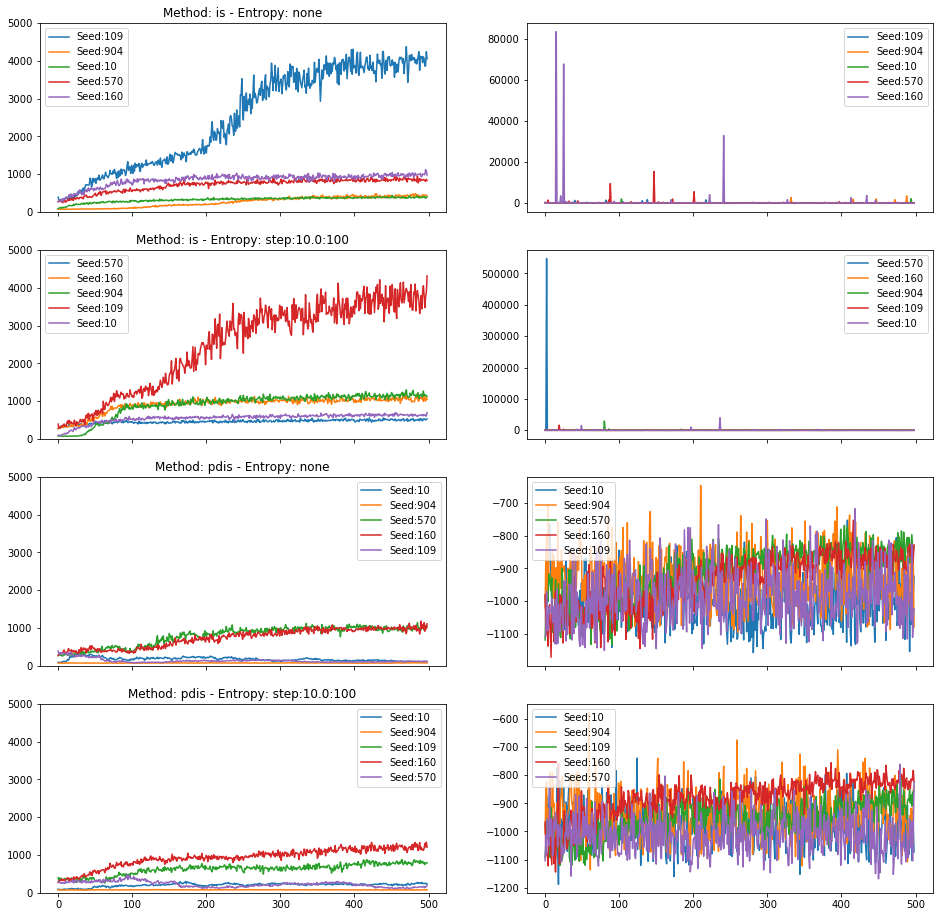 Method: is - Entropy: none
5000
4000
3000
2000
1000
0
Seed:109
Seed:904
Seed:10
Seed:570
Seed:160
80000
60000
40000
20000
0
Seed:109
Seed:904
Seed:10
Seed:570
Seed:160
Method: is - Entropy: step:10.0:100
5000
4000
3000
2000
1000
0
Seed:570
Seed:160
Seed:904
Seed:109
Seed:10
500000
400000
300000
200000
100000
0
Seed:570
Seed:160
Seed:904
Seed:109
Seed:10
Method: pdis - Entropy: none
5000
4000
3000
2000
1000
0
Seed:10
Seed:904
Seed:570
Seed:160
Seed:109
−700
−800
−900
−1000
−1100
Seed:10
Seed:904
Seed:570
Seed:160
Seed:109
Method: pdis - Entropy: step:10.0:100
5000
4000
3000
2000
1000
0
Seed:10
Seed:904
Seed:109
Seed:160
Seed:570
0 100 200 300 400 500
−600
−700
−800
−900
−1000
−1100
−1200
Seed:10
Seed:904
Seed:109
Seed:160
Seed:570
0 100 200 300 400 500